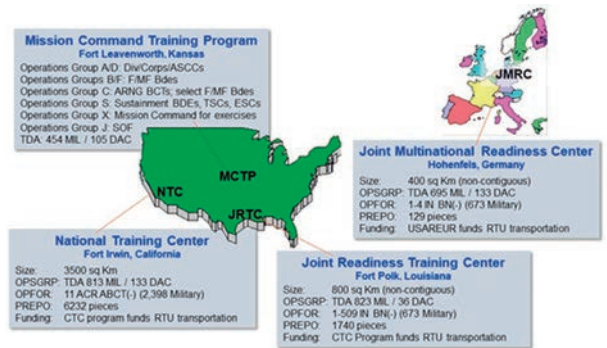 Mission Command Training Program
Fort Leavenworth, Kansas
Operations Group A/D: Div/Corps/ASCCs
Operations Groups B/F: F/MF Bdes
Operations Group C: ARNG BCTs; select F/MF Bdes
Operations Group S: Sustainment BDEs, TSCs, ESCs
Operations Group X: Mission Command for exercises
Operations Group J: SOF
TDA: 454 MIL / 105 DAC
JMRC
Joint Multinational Readiness Center
Hohenfels, Germany
Size: 400 sq Km (non-contiguous)
OPSGRP: TDA 695 MIL / 133 DAC
OPFOR: 1-4 IN BN(-) (673 Military)
PREPO: 129 pieces
Funding: USAREUR funds RTU transportation
MCTP
NTC
JRTC
National Training Center
Fort Irwin, California
Size: 3500 sq Km
OPSGRP: TDA 813 MIL / 133 DAC
OPFOR: 11 ACR ABCT(-) (2,398 Military)
PREPO: 6232 pieces
Funding: CTC program funds RTU transportation
Joint Readiness Training Center
Fort Polk, Louisiana
Size: 800 sq Km (non-contiguous)
OPSGRP: TDA 823 MIL / 36 DAC
OPFOR: 1-509 IN BN(-) (673 Military)
PREPO: 1740 pieces
Funding: CTC Program funds RTU transportation